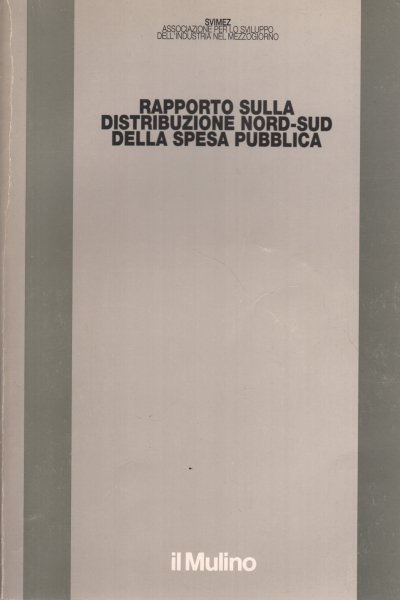 SVIMEZ
ASSOCIAZIONE PER LO SVILUPPO
DELL'INDUSTRIA NEL MEZZOGIORNO
RAPPORTO SULLA
DISTRIBUZIONE NORD-SUD
DELLA SPESA PUBBLICA
il Mulino